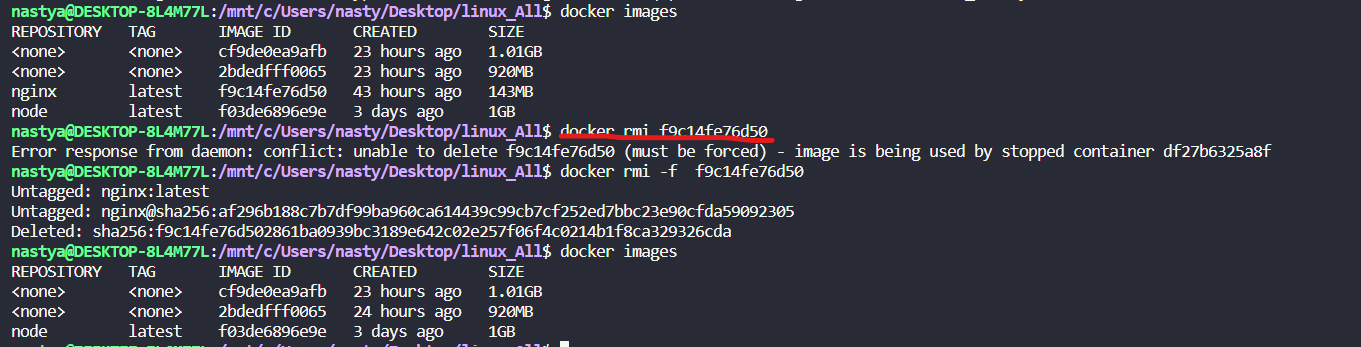 nastya@DESKTOP-8L4M77L:/mnt/c/Users/nasty/Desktop/linux_All$ docker images
REPOSITORY TAG IMAGE ID CREATED SIZE
<none> <none> cf9de0ea9afb 23 hours ago 1.01GB
<none> <none> 2bdedfff0065 23 hours ago 920MB
nginx latest f9c14fe76d50 43 hours ago 143MB
node latest f03de6896e9e 3 days ago 1GB
nastya@DESKTOP-8L4M77L:/mnt/c/Users/nasty/Desktop/linux_All$ docker rmi f9c14fe76d50
Error response from daemon: conflict: unable to delete f9c14fe76d50 (must be forced) - image is being used by stopped container df27b6325a8f
nastya@DESKTOP-8L4M77L:/mnt/c/Users/nasty/Desktop/linux_All$ docker rmi -f  f9c14fe76d50
Untagged: nginx:latest
Untagged: nginx@sha256:af296b188c7b7df99ba960ca614439c99cb7cf252ed7bbc23e90cfda59092305
Deleted: sha256:f9c14fe76d502861ba0939bc3189e642c02e257f06f4c0214b1f8ca329326cda
nastya@DESKTOP-8L4M77L:/mnt/c/Users/nasty/Desktop/linux_All$ docker images
REPOSITORY TAG IMAGE ID CREATED SIZE
<none> <none> cf9de0ea9afb 23 hours ago 1.01GB
<none> <none> 2bdedfff0065 24 hours ago 920MB
node latest f03de6896e9e 3 days ago 1GB
nastya@DESKTOP-8L4M77L:/mnt/c/Users/nasty/Desktop/linux_All$